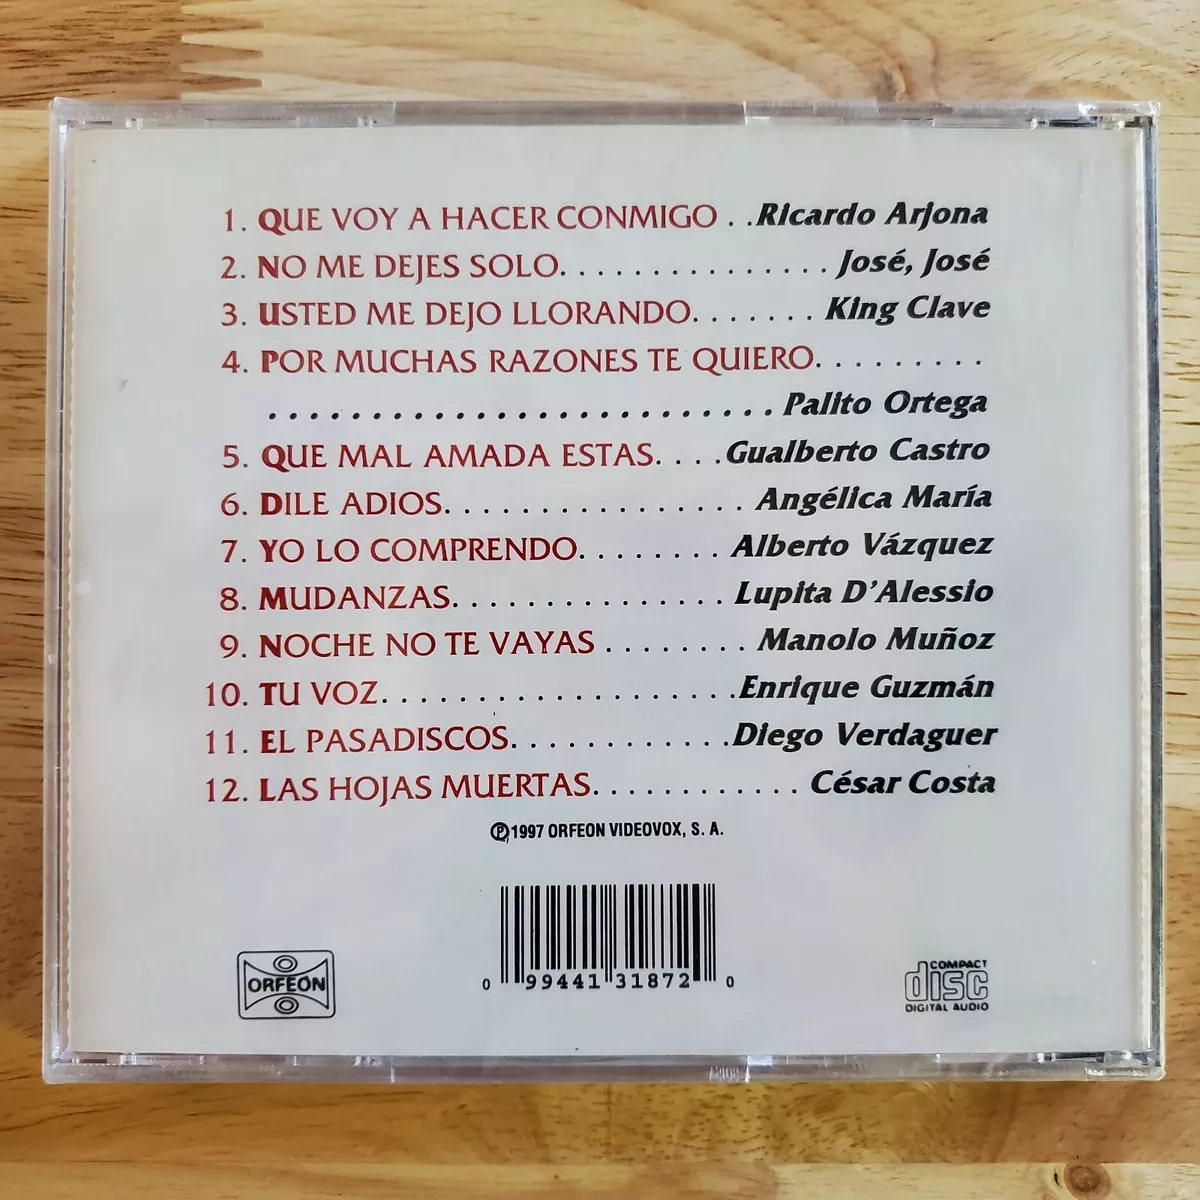 1. QUE VOY A HACER CONMIGO . .Ricardo Arjona
2. NO ME DEJES SOLO. . . . . . . . . . . . . . . José, José
3. USTED ME DEJO LLORANDO. . . . . . . King Clave
4. POR MUCHAS RAZONES TE QUIERO. . . . . . . . .
. . . . . . . . . . . . . . . . . . . . . . . . . Palito Ortega
5. QUE MAL AMADA ESTAS. . . .Gualberto Castro
6. DILE ADIOS. . . . . . . . . . . . . . . . Angélica María
7. YO LO COMPRENDO. . . . . . . . Alberto Vázquez
8. MUDANZAS. . . . . . . . . . . . . . . Lupita D'Alessio
9. NOCHE NO TE VAYAS . . . . . . . . Manolo Muñoz
10. TU VOZ. . . . . . . . . . . . . . . . . . .Enrique Guzmán
11. EL PASADISCOS. . . . . . . . . . . .Diego Verdaguer
12. LAS HOJAS MUERTAS. . . . . . . . . . . . César Costa
℗1997 ORFEON VIDEOVOX, S. A.
0 99441 31872 0
ORFEON
COMPACT
disc
DIGITAL AUDIO